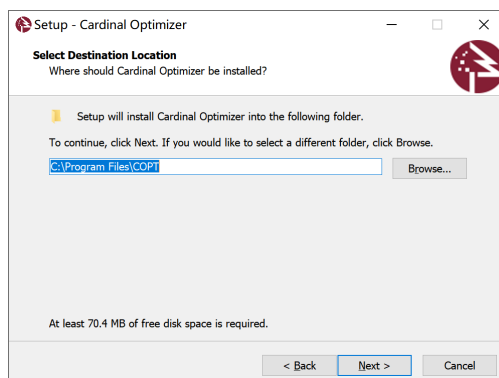 Setup - Cardinal Optimizer
Select Destination Location
Where should Cardinal Optimizer be installed?
Setup will install Cardinal Optimizer into the following folder.
To continue, click Next. If you would like to select a different folder, click Browse.
C:\Program Files\COPT
Browse...
At least 70.4 MB of free disk space is required.
< Back Next > Cancel